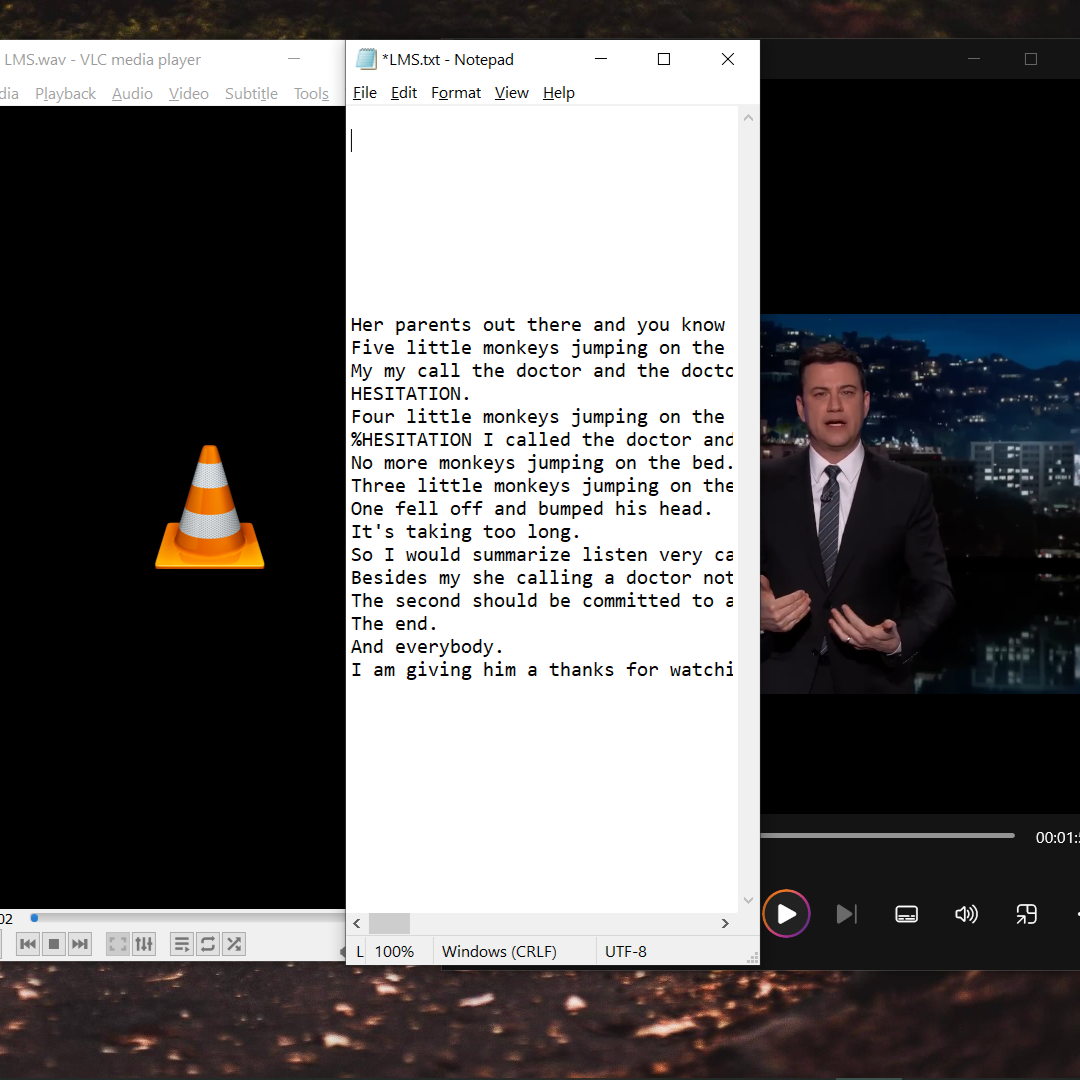 LMS.wav - VLC media player
dia Playback Audio Video Subtitle Tools
02
*LMS.txt - Notepad
File Edit Format View Help
Her parents out there and you know
Five little monkeys jumping on the
My my call the doctor and the docto
HESITATION.
Four little monkeys jumping on the
%HESITATION I called the doctor and
No more monkeys jumping on the bed.
Three little monkeys jumping on the
One fell off and bumped his head.
It's taking too long.
So I would summarize listen very ca
Besides my she calling a doctor not
The second should be committed to a
The end.
And everybody.
I am giving him a thanks for watchi
L 100% Windows (CRLF) UTF-8
00:01:5